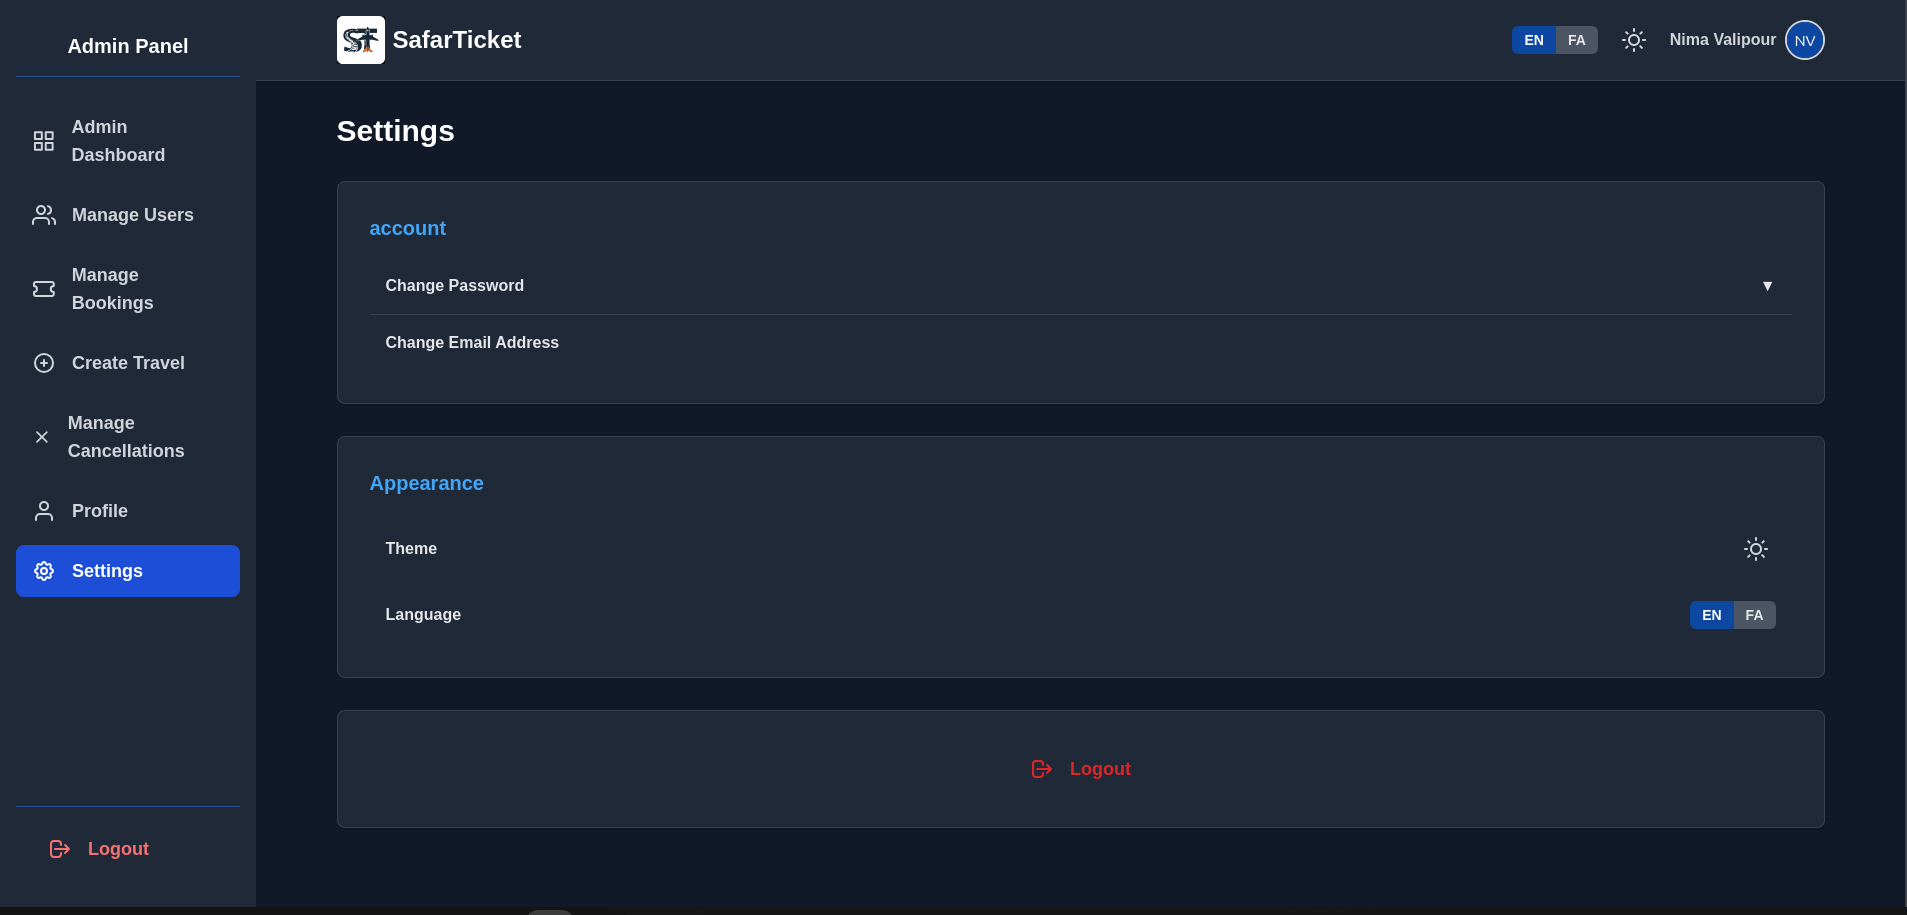 Admin Panel
Admin
Dashboard
Manage Users
Manage
Bookings
Create Travel
Manage
Cancellations
Profile
Settings
Logout
SF SafarTicket
EN FA
Nima Valipour NV
Settings
account
Change Password ▼
Change Email Address
Appearance
Theme
Language EN FA
Logout